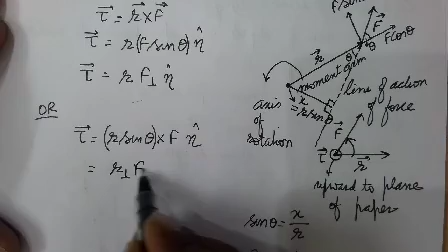 τ⃗ = r⃗ × F⃗
τ⃗ = r (F sinθ) n̂
τ⃗ = r F⊥ n̂
OR
τ⃗ = (r sinθ) × F n̂
= r⊥ F
F sin
F⃗
θ
θ
F cosθ
r⃗
moment arm
x
= r sinθ
axis
of
rotation
line of action
of
force
F⃗
τ⃗
r⃗
upward to plane
of paper
sinθ = x/r